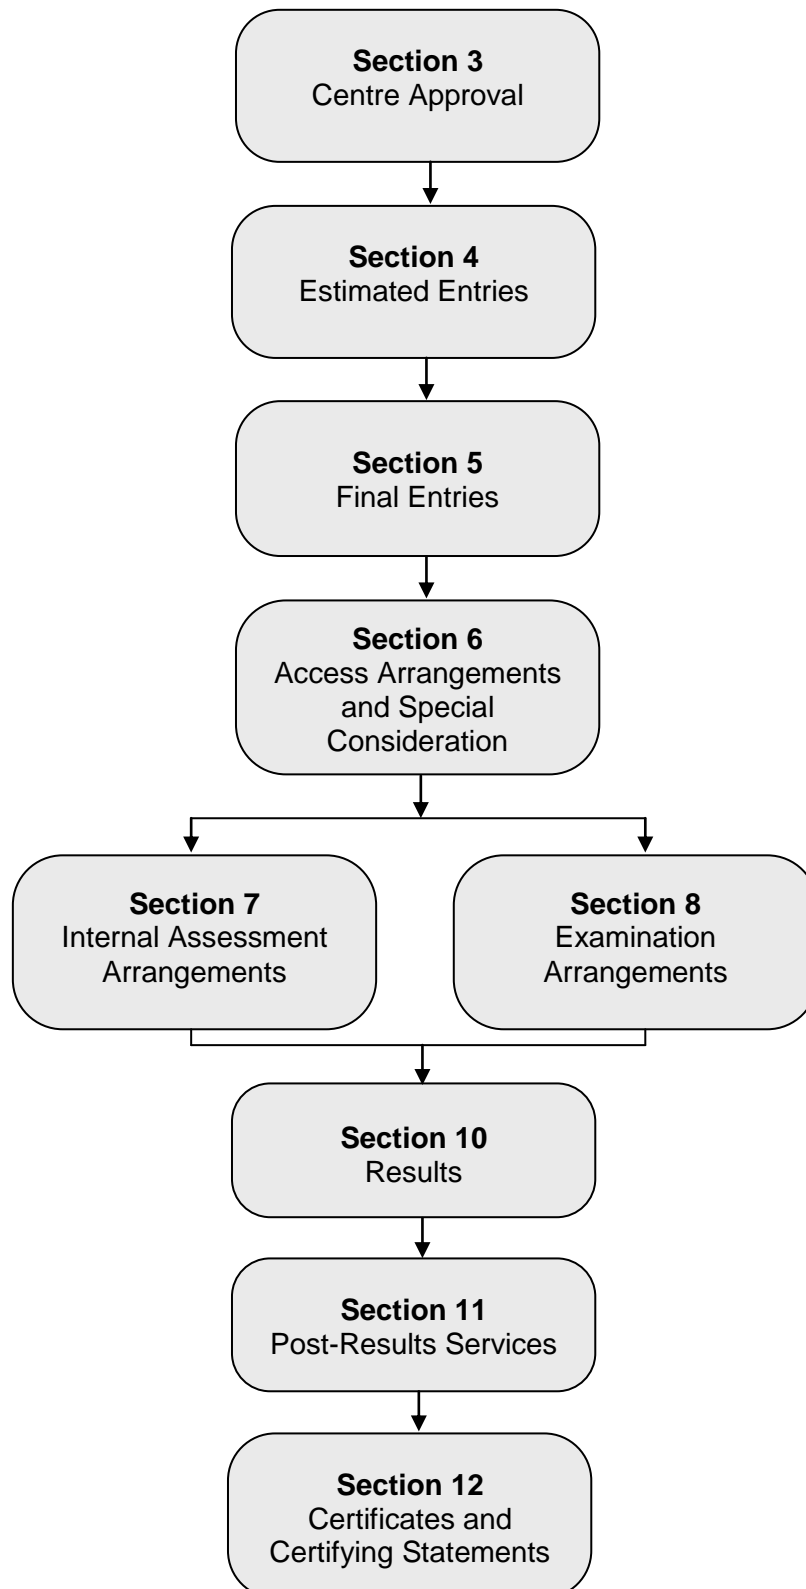 Section 3
Centre Approval
Section 4
Estimated Entries
Section 5
Final Entries
Section 6
Access Arrangements
and Special
Consideration
Section 7
Internal Assessment
Arrangements
Section 8
Examination
Arrangements
Section 10
Results
Section 11
Post-Results Services
Section 12
Certificates and
Certifying Statements